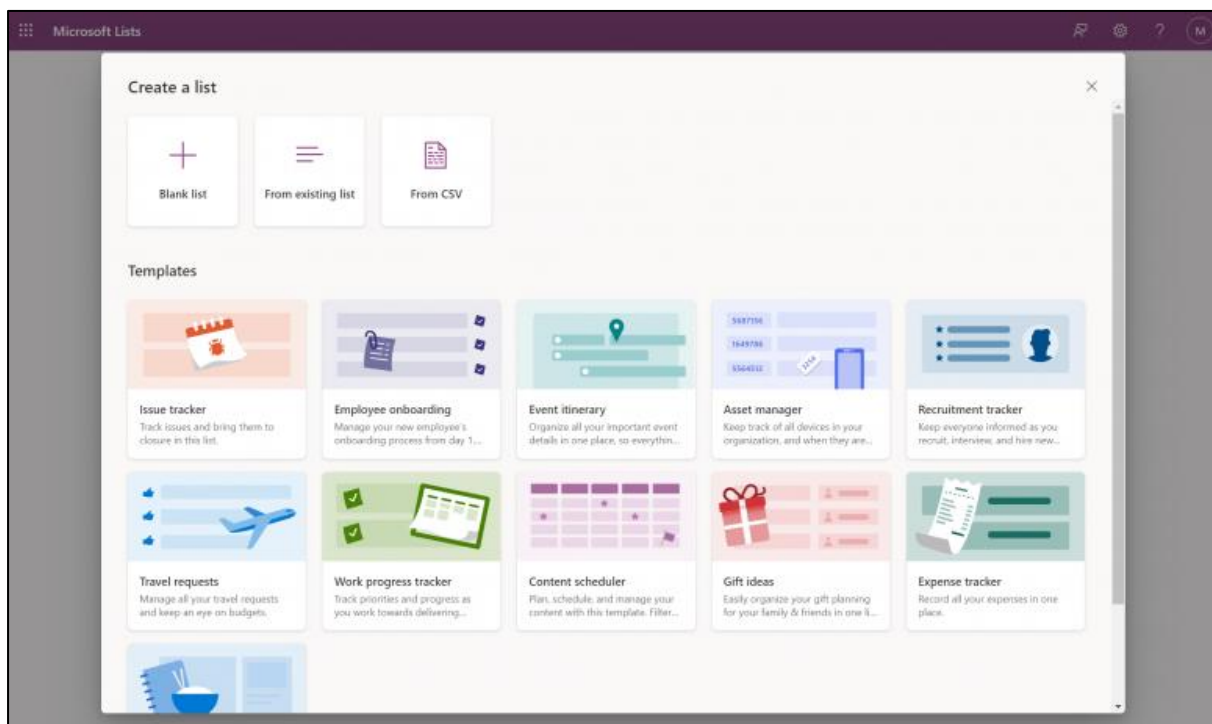 Microsoft Lists
?
M
Create a list
Blank list
From existing list
From CSV
Templates
5687156
1649786
5564512
3256
Issue tracker
Track issues and bring them to
closure in this list.
Employee onboarding
Manage your new employee's
onboarding process from day 1...
Event itinerary
Organize all your important event
details in one place, so everythin...
Asset manager
Keep track of all devices in your
organization, and when they are...
Recruitment tracker
Keep everyone informed as you
recruit, interview, and hire new...
Travel requests
Manage all your travel requests
and keep an eye on budgets.
Work progress tracker
Track priorities and progress as
you work towards delivering...
Content scheduler
Plan, schedule, and manage your
content with this template. Filter...
Gift ideas
Easily organize your gift planning
for your family & friends in one li...
Expense tracker
Record all your expenses in one
place.